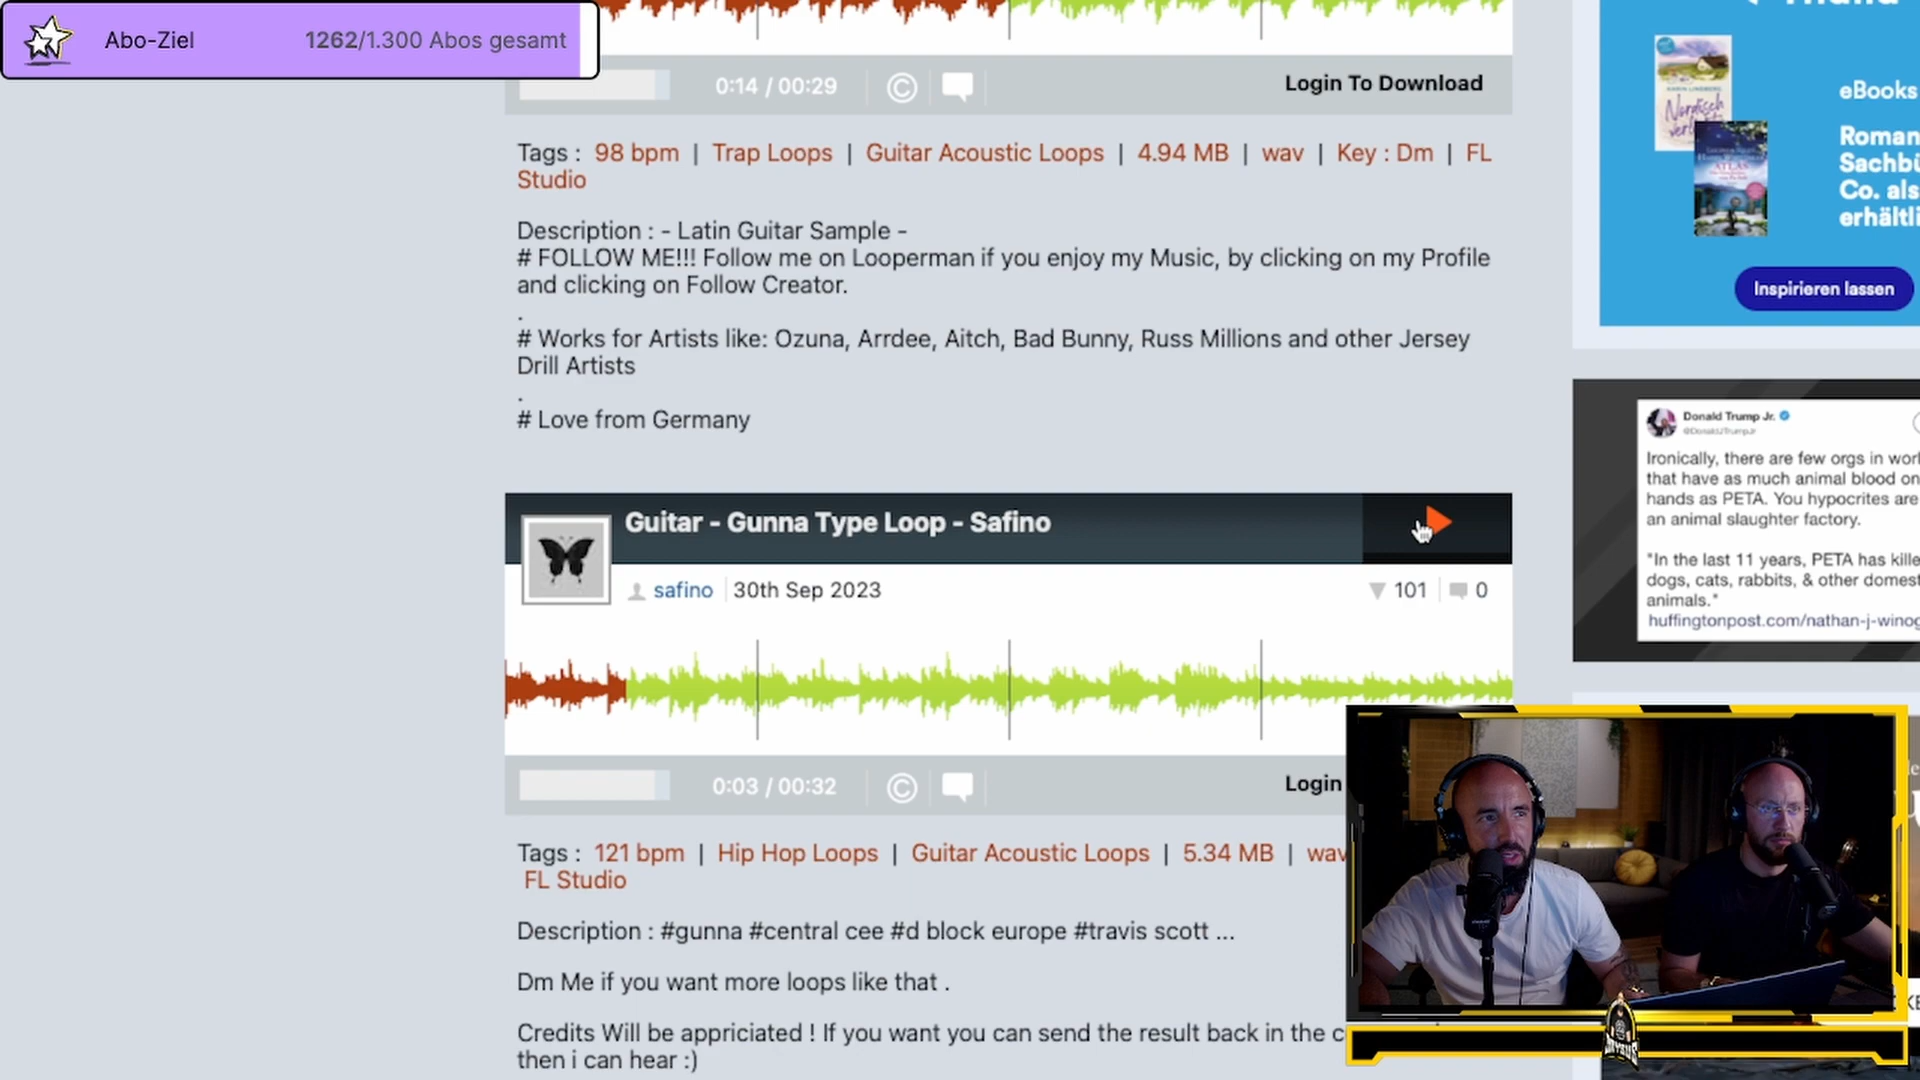 Abo-Ziel 1262/1.300 Abos gesamt
0:14 / 00:29 Login To Download
Tags : 98 bpm | Trap Loops | Guitar Acoustic Loops | 4.94 MB | wav | Key : Dm | FL
Studio
Description : - Latin Guitar Sample -
# FOLLOW ME!!! Follow me on Looperman if you enjoy my Music, by clicking on my Profile
and clicking on Follow Creator.
.
# Works for Artists like: Ozuna, Arrdee, Aitch, Bad Bunny, Russ Millions and other Jersey
Drill Artists
.
# Love from Germany
Guitar - Gunna Type Loop - Safino
safino 30th Sep 2023 101 0
0:03 / 00:32 Login
Tags : 121 bpm | Hip Hop Loops | Guitar Acoustic Loops | 5.34 MB | wav
FL Studio
Description : #gunna #central cee #d block europe #travis scott ...
Dm Me if you want more loops like that .
Credits Will be appriciated ! If you want you can send the result back in the c
then i can hear :)
Nordisch
ATLAS
eBooks
Roman
Sachbü
Co. als
erhältli
Inspirieren lassen
Donald Trump Jr.
@DonaldJTrumpJr
Ironically, there are few orgs in worl
that have as much animal blood on
hands as PETA. You hypocrites are
an animal slaughter factory.
"In the last 11 years, PETA has kille
dogs, cats, rabbits, & other domest
animals."
huffingtonpost.com/nathan-j-winog